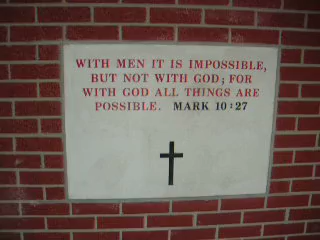 WITH MEN IT IS IMPOSSIBLE,
BUT NOT WITH GOD; FOR
WITH GOD ALL THINGS ARE
POSSIBLE. MARK 10:27